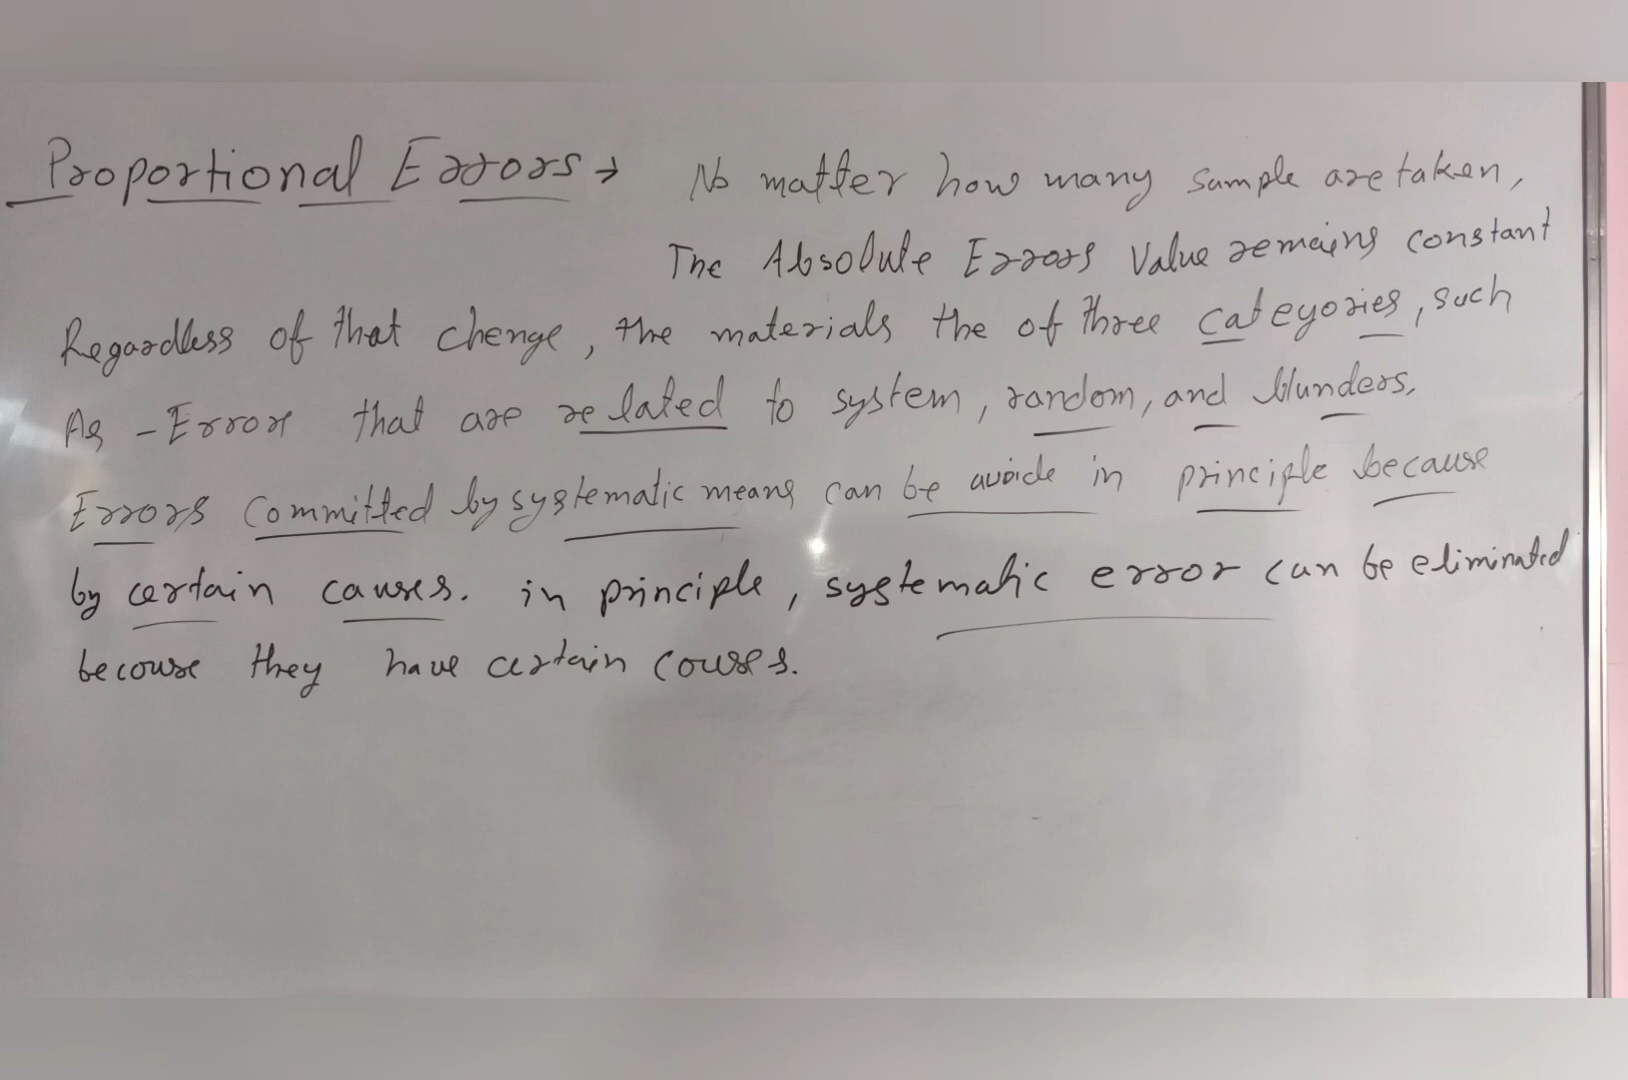 Proportional Errors → No matter how many sample are taken,
The Absolute Errors Value remains constant
Regardless of that chenge, the materials the of three categories, such
As - Error that are related to system, random, and blunders,
Errors committed by systematic means can be avoide in principle because
by certain causes. in principle, systematic error can be eliminated
becouse they have certain couses.